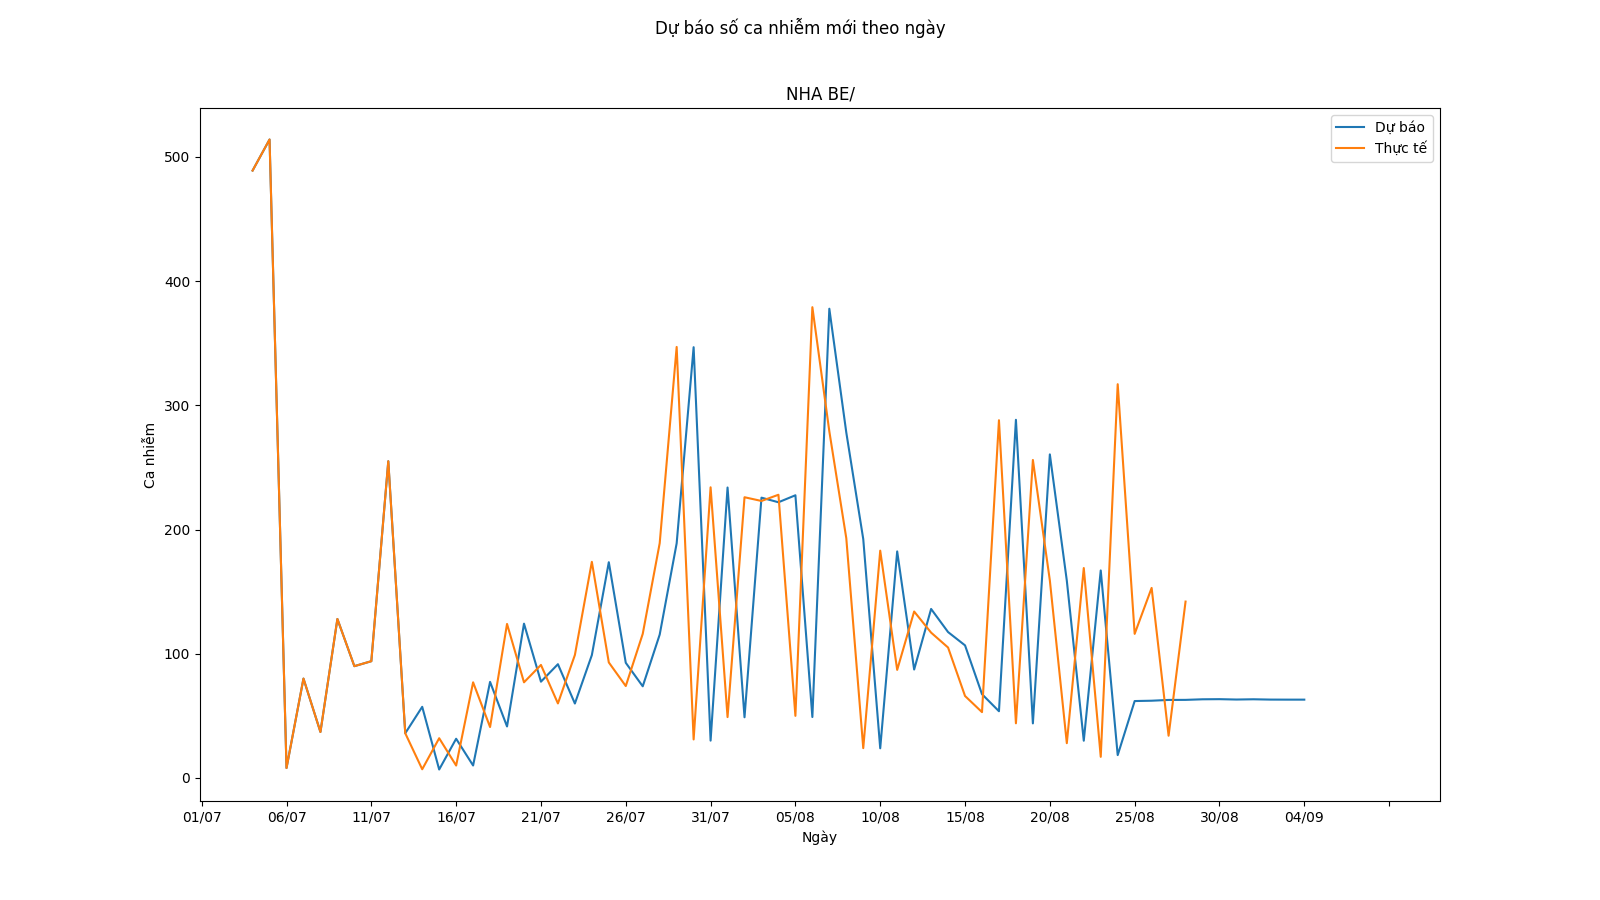 Dự báo số ca nhiễm mới theo ngày
NHA BE/
Dự báo
Thực tế
500
400
300
200
100
0
Ca nhiễm
01/07 06/07 11/07 16/07 21/07 26/07 31/07 05/08 10/08 15/08 20/08 25/08 30/08 04/09
Ngày